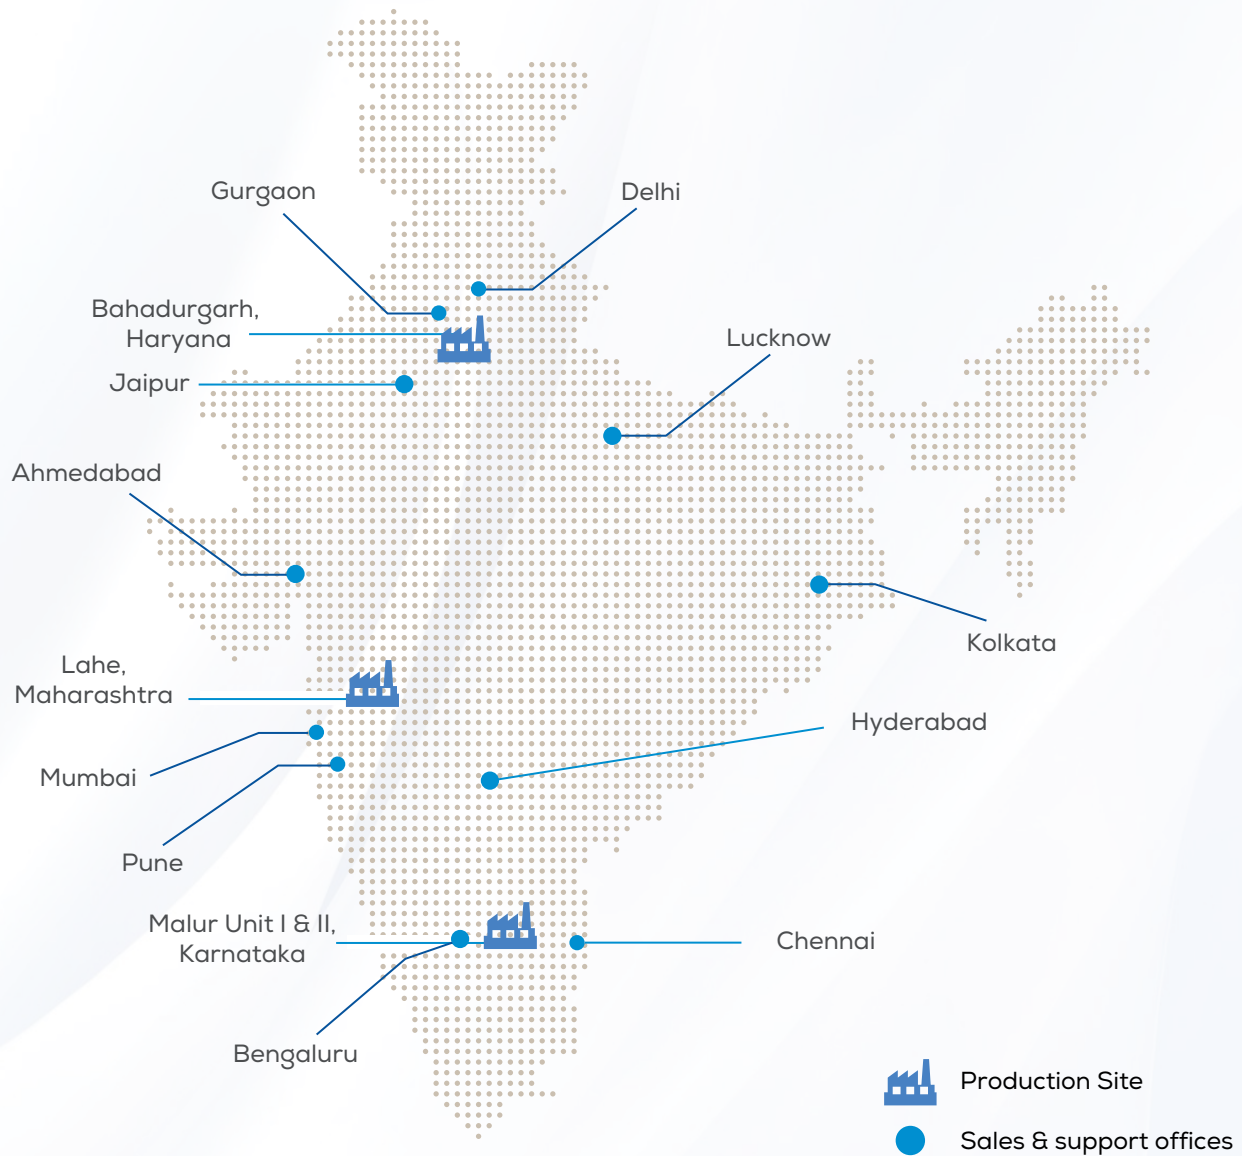 Gurgaon
Delhi
Bahadurgarh,
Haryana
Lucknow
Jaipur
Ahmedabad
Kolkata
Lahe,
Maharashtra
Hyderabad
Mumbai
Pune
Malur Unit I & II,
Karnataka
Chennai
Bengaluru
Production Site
Sales & support offices